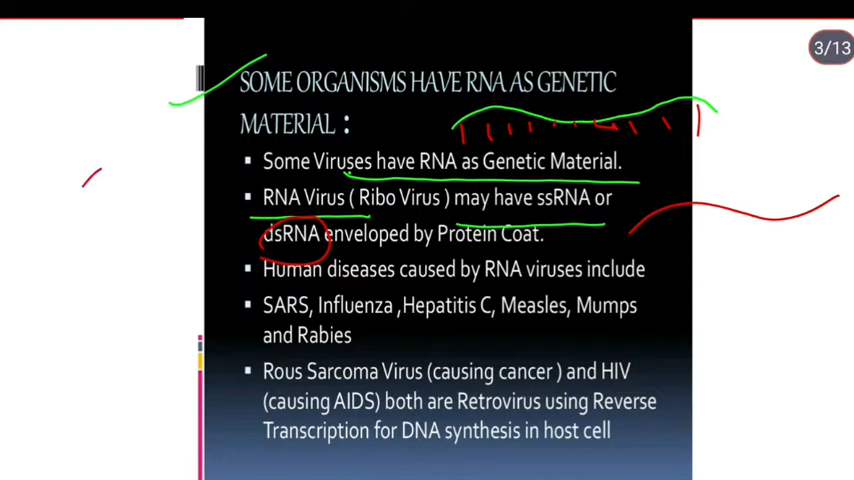 3/13
SOME ORGANISMS HAVE RNA AS GENETIC
MATERIAL :
▪ Some Viruses have RNA as Genetic Material.
▪ RNA Virus ( Ribo Virus ) may have ssRNA or
dsRNA enveloped by Protein Coat.
▪ Human diseases caused by RNA viruses include
▪ SARS, Influenza ,Hepatitis C, Measles, Mumps
and Rabies
▪ Rous Sarcoma Virus (causing cancer ) and HIV
(causing AIDS) both are Retrovirus using Reverse
Transcription for DNA synthesis in host cell